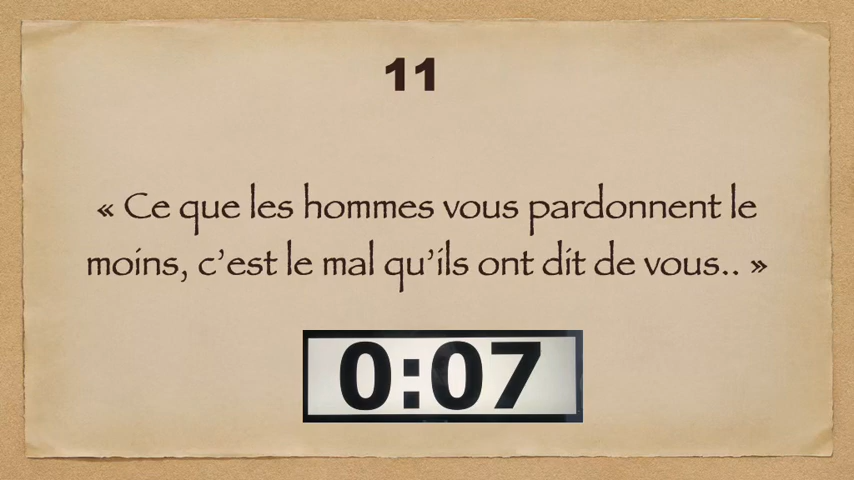 11
« Ce que les hommes vous pardonnent le
moins, c’est le mal qu’ils ont dit de vous.. »
0:07